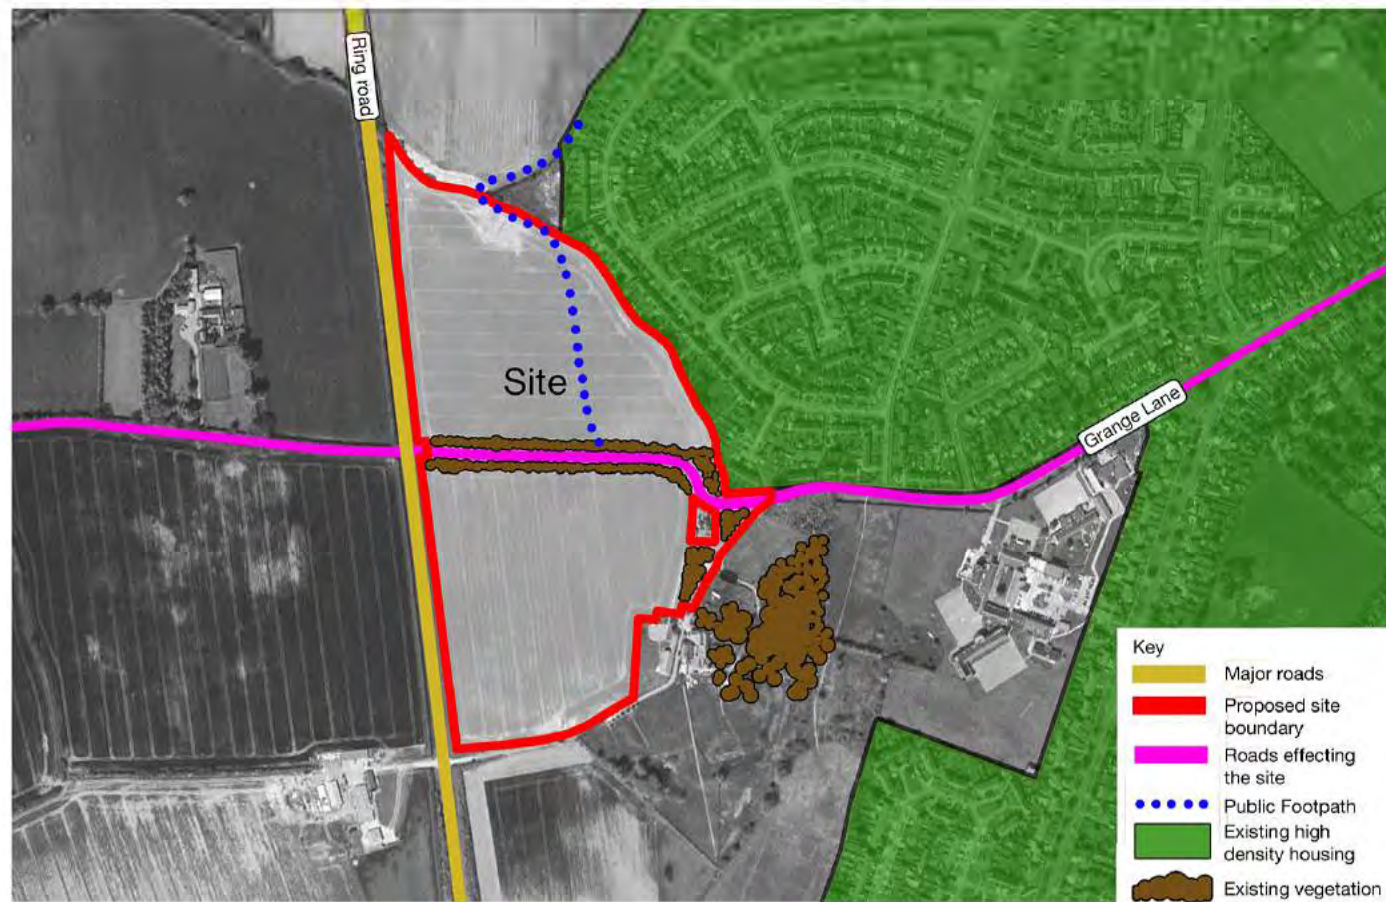 Ring road
Site
Grange Lane
Key
Major roads
Proposed site
boundary
Roads effecting
the site
Public Footpath
Existing high
density housing
Existing vegetation